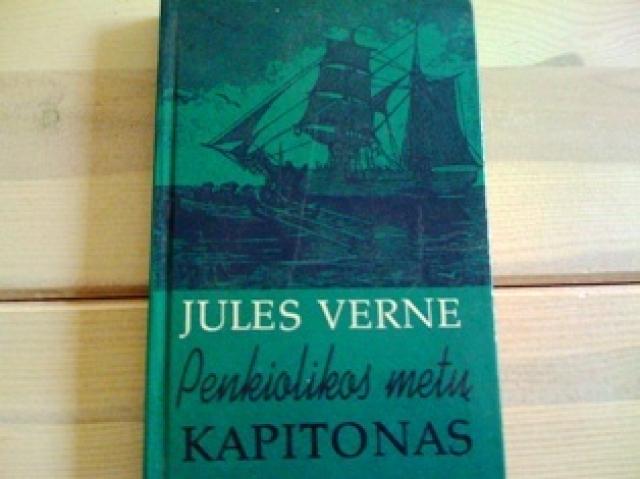 JULES VERNE
Penkiolikos metų
KAPITONAS